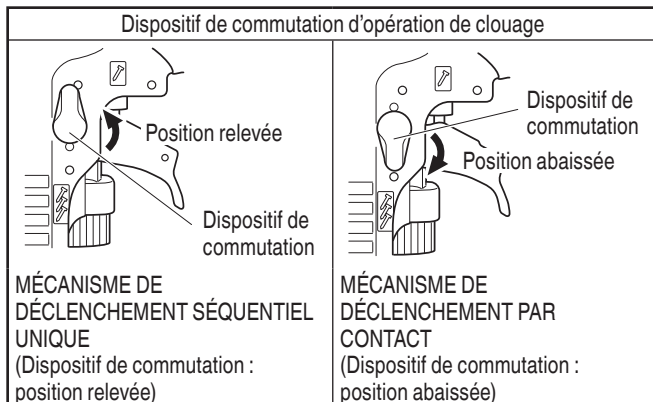 Dispositif de commutation d'opération de clouage
Position relevée
Dispositif de
commutation
MÉCANISME DE
DÉCLENCHEMENT SÉQUENTIEL
UNIQUE
(Dispositif de commutation :
position relevée)
Dispositif de
commutation
Position abaissée
MÉCANISME DE
DÉCLENCHEMENT PAR
CONTACT
(Dispositif de commutation :
position abaissée)